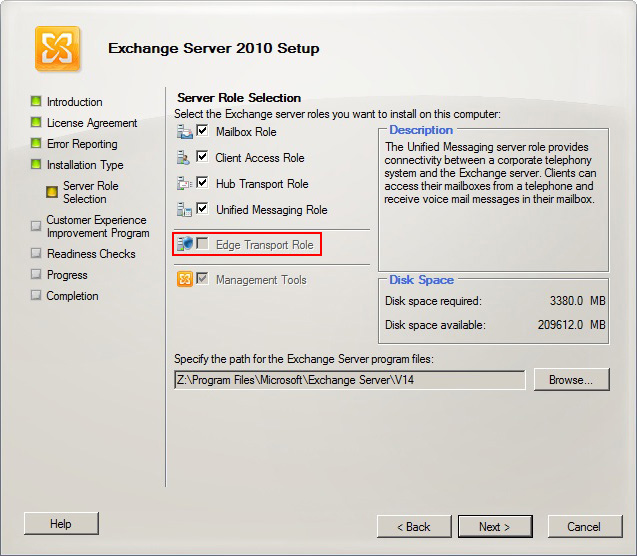 Exchange Server 2010 Setup
Introduction
License Agreement
Error Reporting
Installation Type
Server Role
Selection
Customer Experience
Improvement Program
Readiness Checks
Progress
Completion
Server Role Selection
Select the Exchange server roles you want to install on this computer:
Mailbox Role
Client Access Role
Hub Transport Role
Unified Messaging Role
Edge Transport Role
Management Tools
Description
The Unified Messaging server role provides
connectivity between a corporate telephony
system and the Exchange server. Clients can
access their mailboxes from a telephone and
receive voice mail messages in their mailbox.
Disk Space
Disk space required: 3380.0 MB
Disk space available: 209612.0 MB
Specify the path for the Exchange Server program files:
Z:\Program Files\Microsoft\Exchange Server\V14
Browse...
Help
< Back
Next >
Cancel